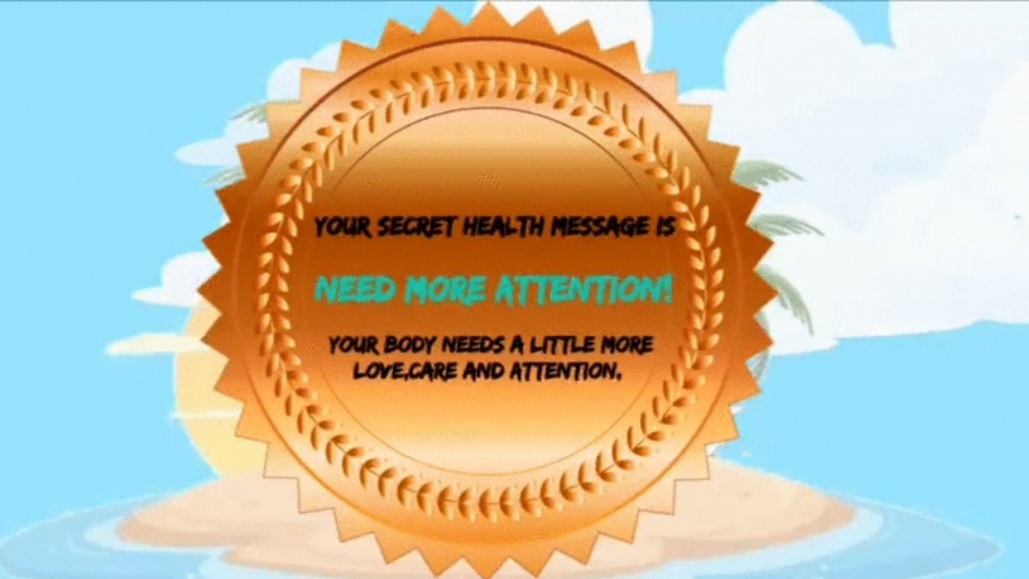 YOUR SECRET HEALTH MESSAGE IS
NEED MORE ATTENTION!
YOUR BODY NEEDS A LITTLE MORE
LOVE,CARE AND ATTENTION.